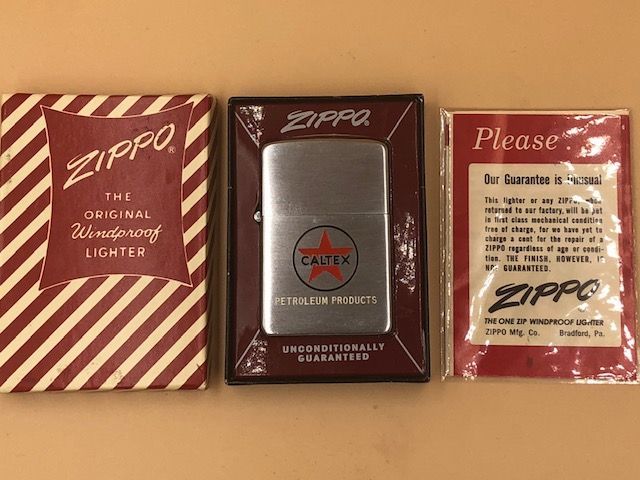 ZIPPO®
THE
ORIGINAL
Windproof
LIGHTER
ZIPPO®
CALTEX
PETROLEUM PRODUCTS
UNCONDITIONALLY
GUARANTEED
Please
Our Guarantee is Unusual
This lighter or any ZIPPO, when
returned to our factory, will be put
in first class mechanical condition
free of charge, for we have yet to
charge a cent for the repair of a
ZIPPO regardless of age or condi-
tion. THE FINISH, HOWEVER, IS
NOT GUARANTEED.
ZIPPO
THE ONE ZIP WINDPROOF LIGHTER
ZIPPO Mfg. Co. Bradford, Pa.